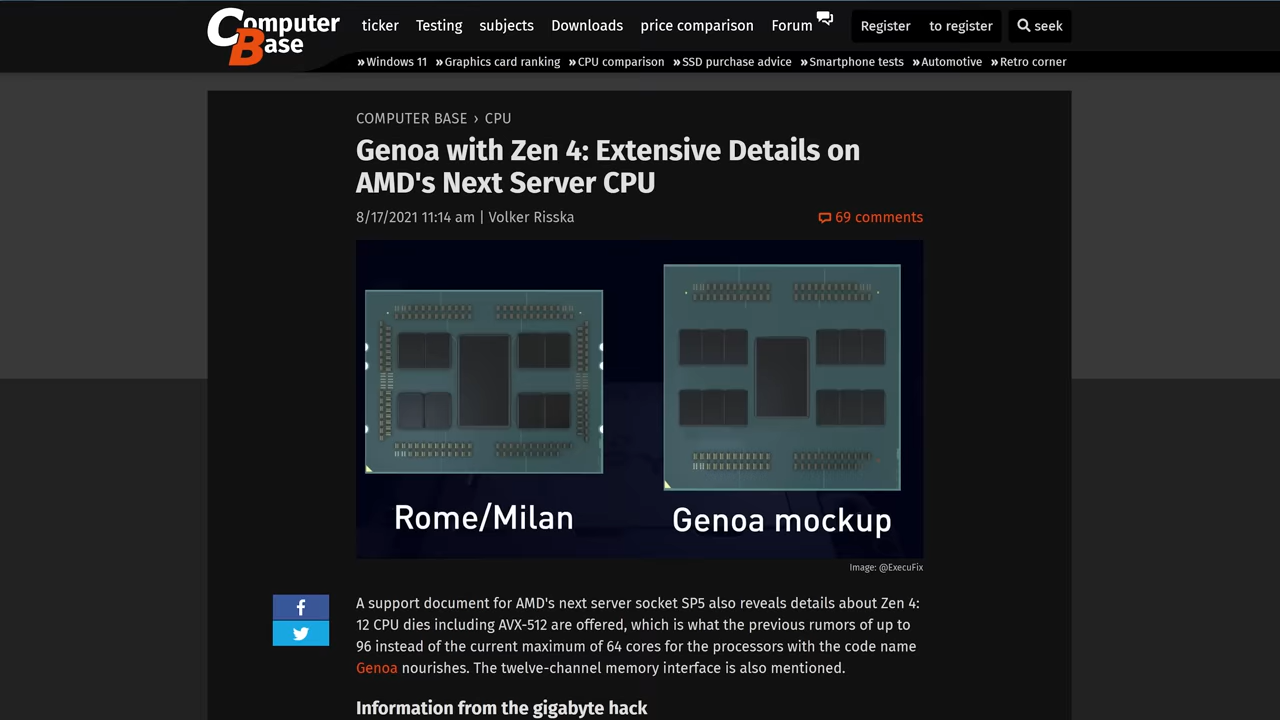 Computer Base
ticker Testing subjects Downloads price comparison Forum Register to register seek
»Windows 11 »Graphics card ranking »CPU comparison »SSD purchase advice »Smartphone tests »Automotive »Retro corner
COMPUTER BASE › CPU
Genoa with Zen 4: Extensive Details on
AMD's Next Server CPU
8/17/2021 11:14 am | Volker Risska
69 comments
Rome/Milan
Genoa mockup
Image: @ExecuFix
A support document for AMD's next server socket SP5 also reveals details about Zen 4:
12 CPU dies including AVX-512 are offered, which is what the previous rumors of up to
96 instead of the current maximum of 64 cores for the processors with the code name
Genoa nourishes. The twelve-channel memory interface is also mentioned.
Information from the gigabyte hack